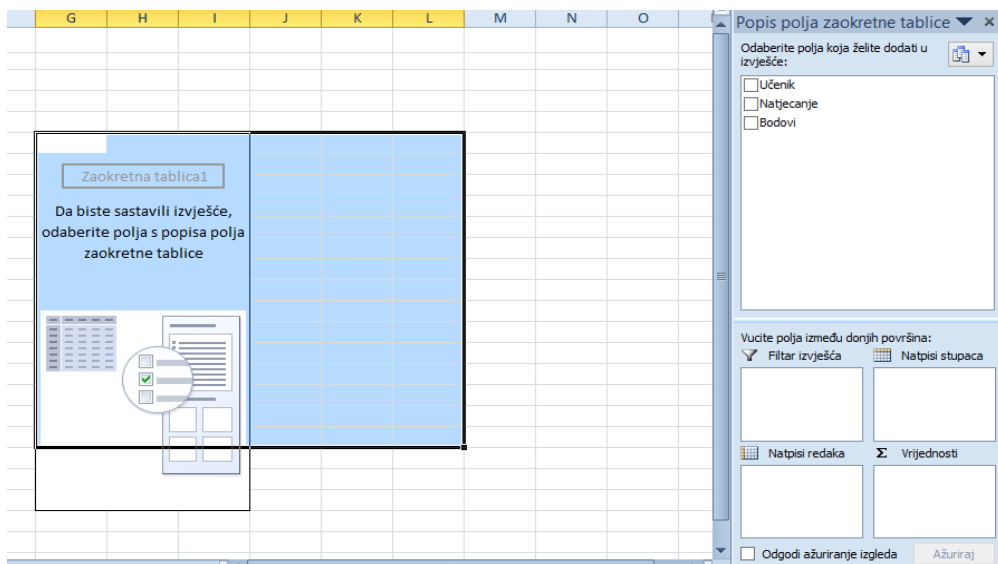 G H I J K L M N O
Popis polja zaokretne tablice
Odaberite polja koja želite dodati u
izvješće:
Učenik
Natjecanje
Bodovi
Zaokretna tablica1
Da biste sastavili izvješće,
odaberite polja s popisa polja
zaokretne tablice
Vucite polja između donjih površina:
Filtar izvješća Natpisi stupaca
Natpisi redaka Σ Vrijednosti
Odgodi ažuriranje izgleda Ažuriraj